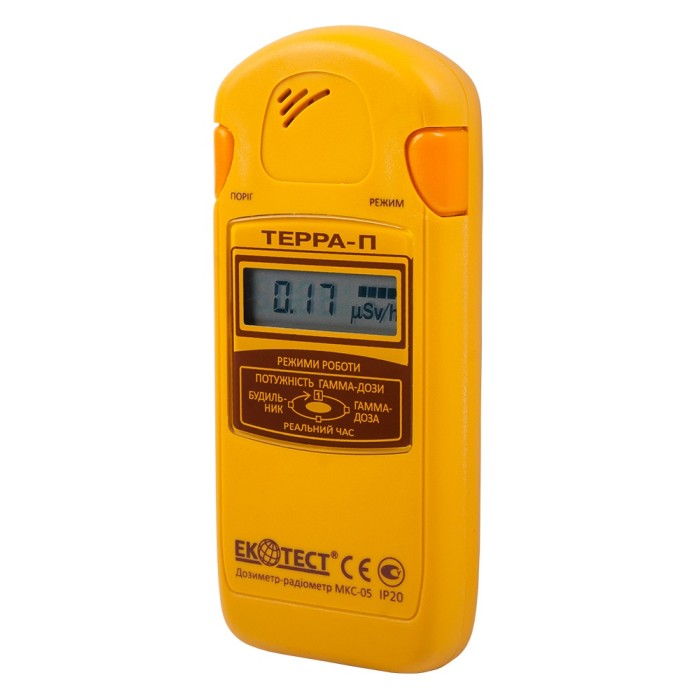 ПОРІГ
РЕЖИМ
ТЕРРА-П
0.17 µSv/h
РЕЖИМИ РОБОТИ
ПОТУЖНІСТЬ ГАММА-ДОЗИ
БУДИЛЬ-
НИК
1
ГАММА-
ДОЗА
РЕАЛЬНИЙ ЧАС
ЕКОТЕСТ® CE
Дозиметр-радіометр МКС-05 IP20